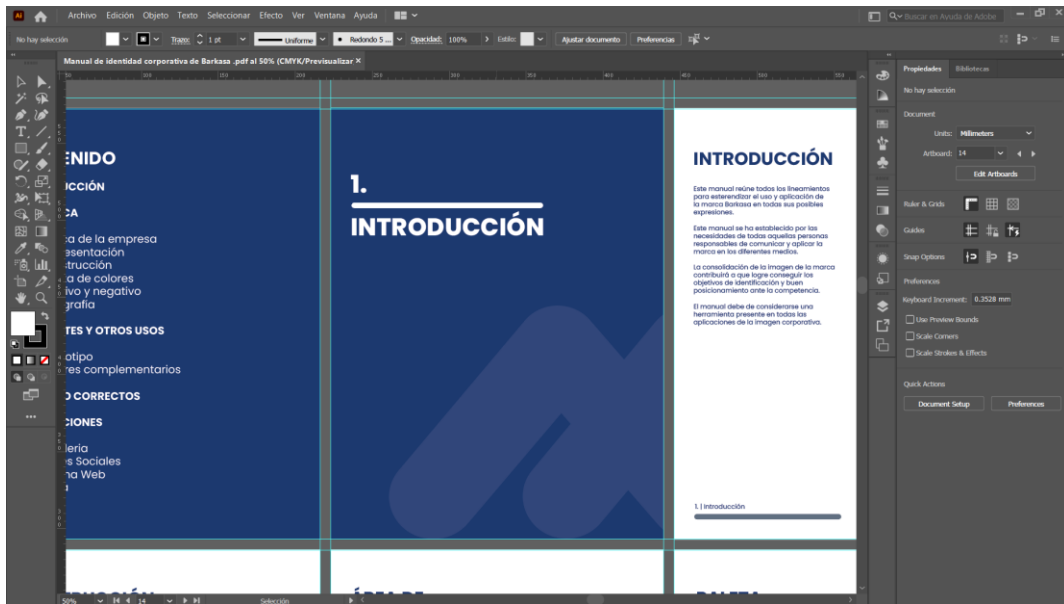 Ai
Archivo Edición Objeto Texto Seleccionar Efecto Ver Ventana Ayuda
Buscar en Ayuda de Adobe
No hay selección
Trazo: 1 pt
Uniforme
Redondo 5 ...
Opacidad: 100%
Estilo:
Ajustar documento
Preferencias
Manual de identidad corporativa de Barkasa .pdf al 50% (CMYK/Previsualizar ×
ENIDO
UCCIÓN
CA
ca de la empresa
esentación
strucción
ta de colores
ivo y negativo
grafía
TES Y OTROS USOS
otipo
res complementarios
O CORRECTOS
CIONES
leria
es Sociales
na Web
1.
INTRODUCCIÓN
INTRODUCCIÓN
Este manual reúne todos los lineamientos
para esterendizar el uso y aplicación de
la marca Barkasa en todas sus posibles
expresiones.
Este manual se ha establecido por las
necesidades de todas aquellas personas
responsables de comunicar y aplicar la
marca en los diferentes medios.
La consolidación de la imagen de la marca
contribuirá a que logre conseguir los
objetivos de identificación y buen
posicionamiento ante la competencia.
El manual debe de considerarse una
herramienta presente en todas las
aplicaciones de la imagen corporativa.
1. | Introducción
Propiedades Bibliotecas
No hay selección
Document
Units: Millimeters
Artboard: 14
Edit Artboards
Ruler & Grids
Guides
Snap Options
Preferences
Keyboard Increment: 0.3528 mm
Use Preview Bounds
Scale Corners
Scale Strokes & Effects
Quick Actions
Document Setup
Preferences
ÁREA DE
PALETA
50%
14
Selección